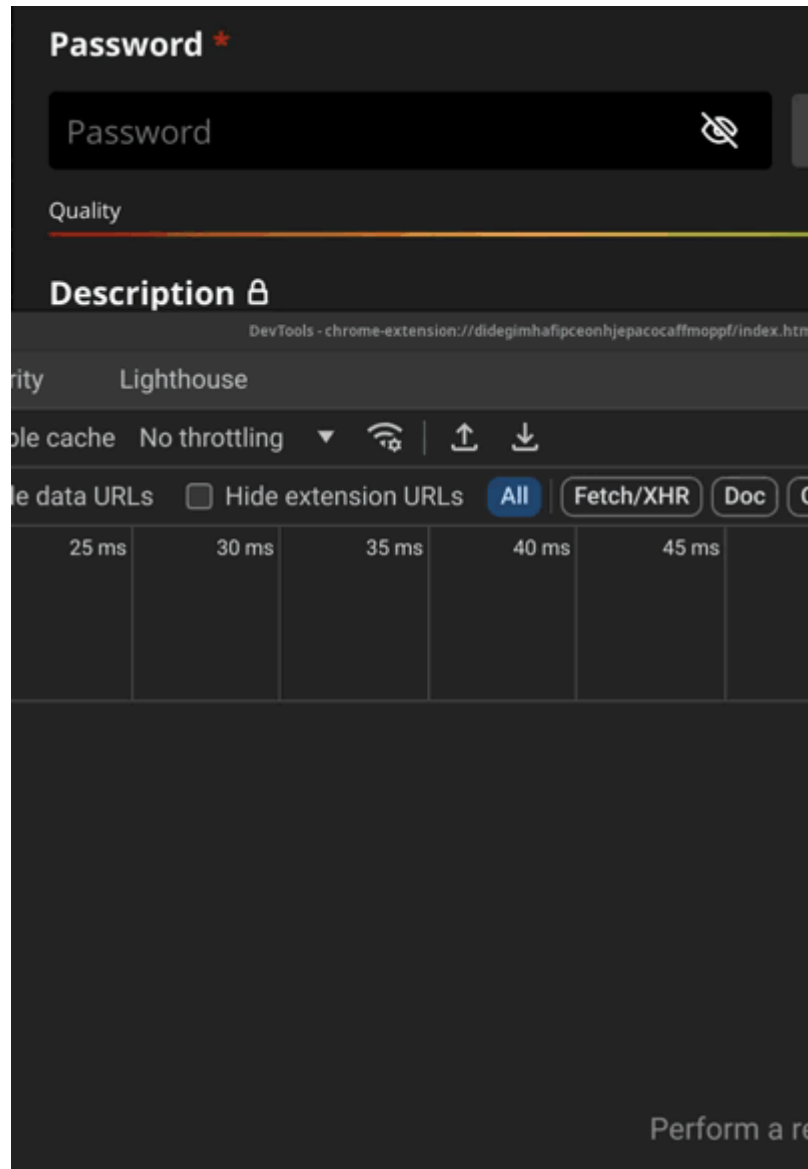 Password *
Password
Quality
Description
DevTools - chrome-extension://didegimhafipceonhjepacocaffmoppf/index.htm
rity Lighthouse
ble cache No throttling
le data URLs Hide extension URLs All Fetch/XHR Doc
25 ms 30 ms 35 ms 40 ms 45 ms
Perform a re